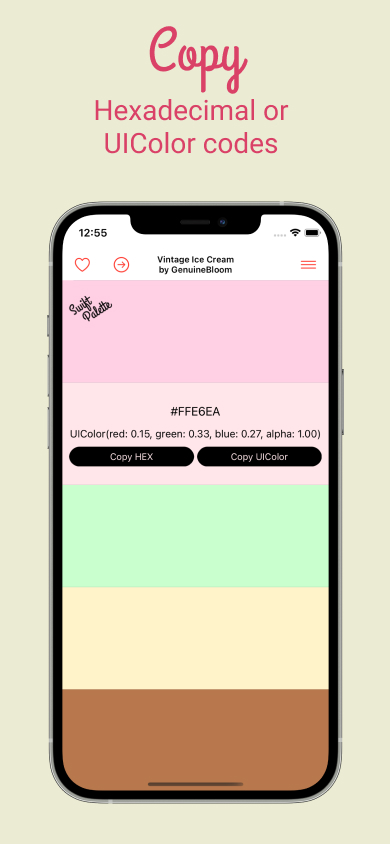 Copy
Hexadecimal or
UIColor codes
12:55
Vintage Ice Cream
by GenuineBloom
Swift
Palette
#FFE6EA
UIColor(red: 0.15, green: 0.33, blue: 0.27, alpha: 1.00)
Copy HEX
Copy UIColor